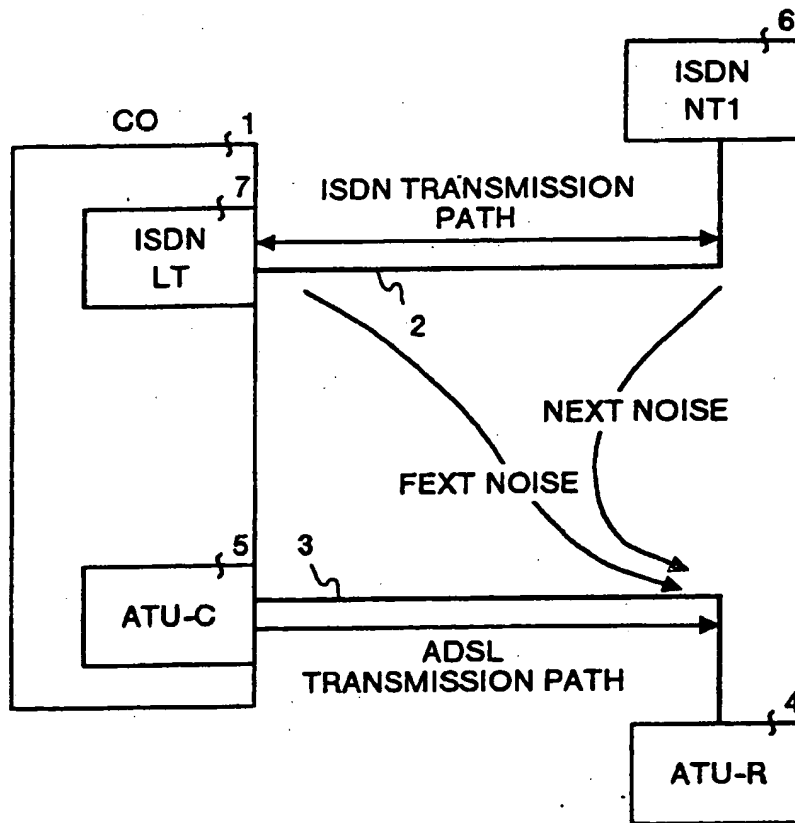 6
ISDN
NT1
CO
1
7
ISDN
LT
ISDN TRANSMISSION
PATH
2
NEXT NOISE
FEXT NOISE
5
ATU-C
3
ADSL
TRANSMISSION PATH
4
ATU-R